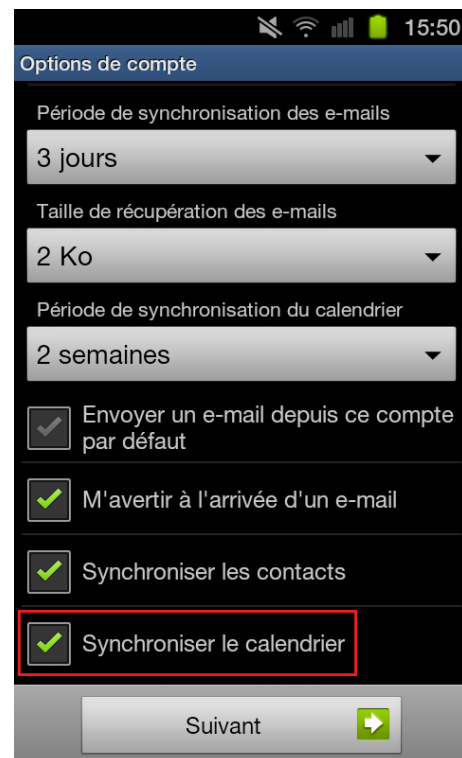 15:50
Options de compte
Période de synchronisation des e-mails
3 jours
Taille de récupération des e-mails
2 Ko
Période de synchronisation du calendrier
2 semaines
Envoyer un e-mail depuis ce compte
par défaut
M'avertir à l'arrivée d'un e-mail
Synchroniser les contacts
Synchroniser le calendrier
Suivant